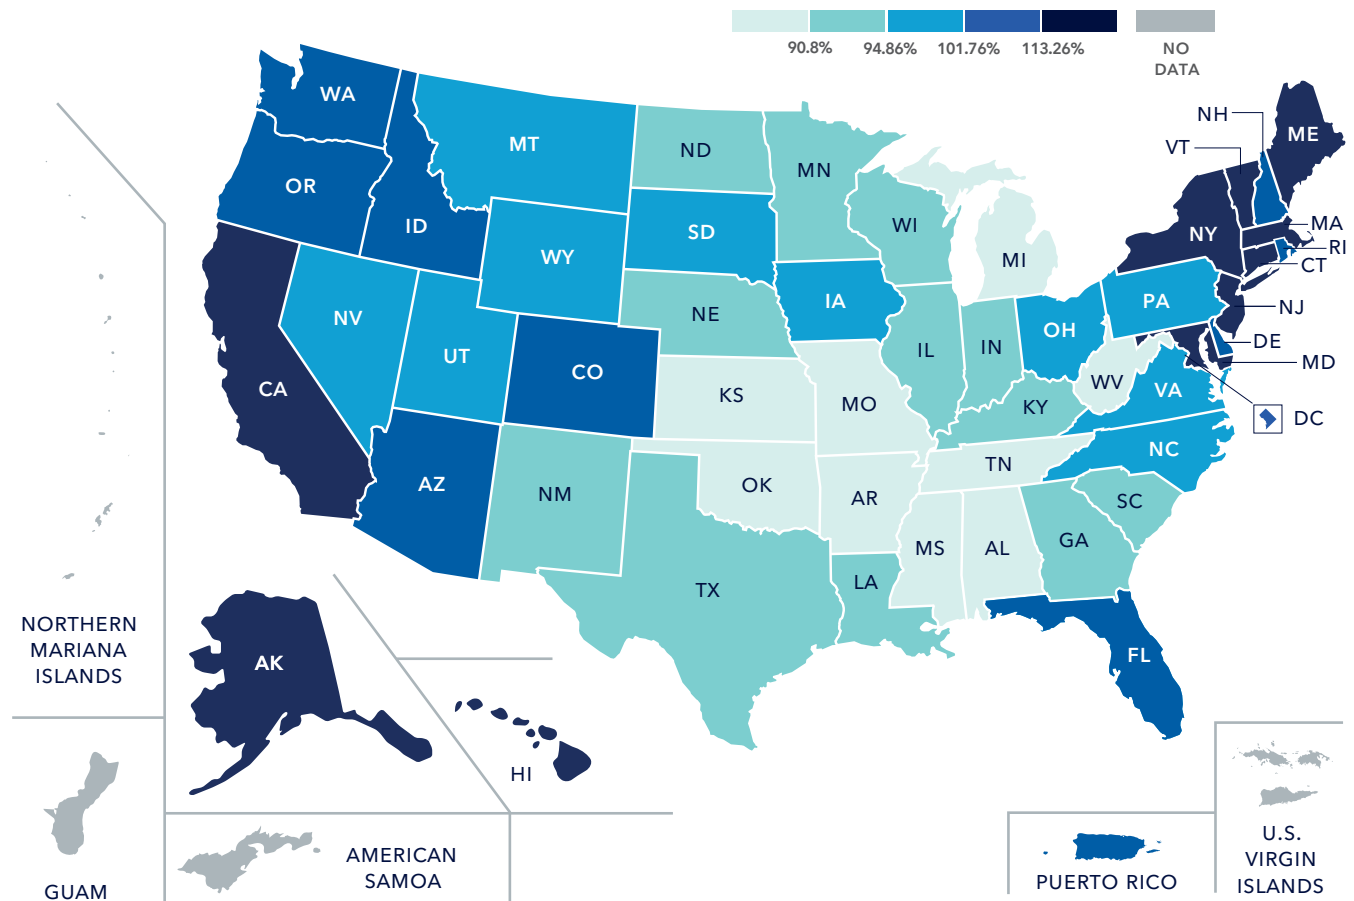 90.8%
94.86%
101.76%
113.26%
NO
DATA
WA
MT
ND
MN
NH
ME
VT
OR
ID
SD
WI
NY
MA
RI
MI
CT
WY
IA
PA
NJ
NV
NE
OH
DE
UT
IL
IN
MD
CO
WV
VA
CA
KS
MO
KY
DC
NC
TN
AZ
NM
OK
AR
SC
MS
AL
GA
TX
LA
NORTHERN
MARIANA
ISLANDS
AK
FL
HI
GUAM
AMERICAN
SAMOA
PUERTO RICO
U.S.
VIRGIN
ISLANDS